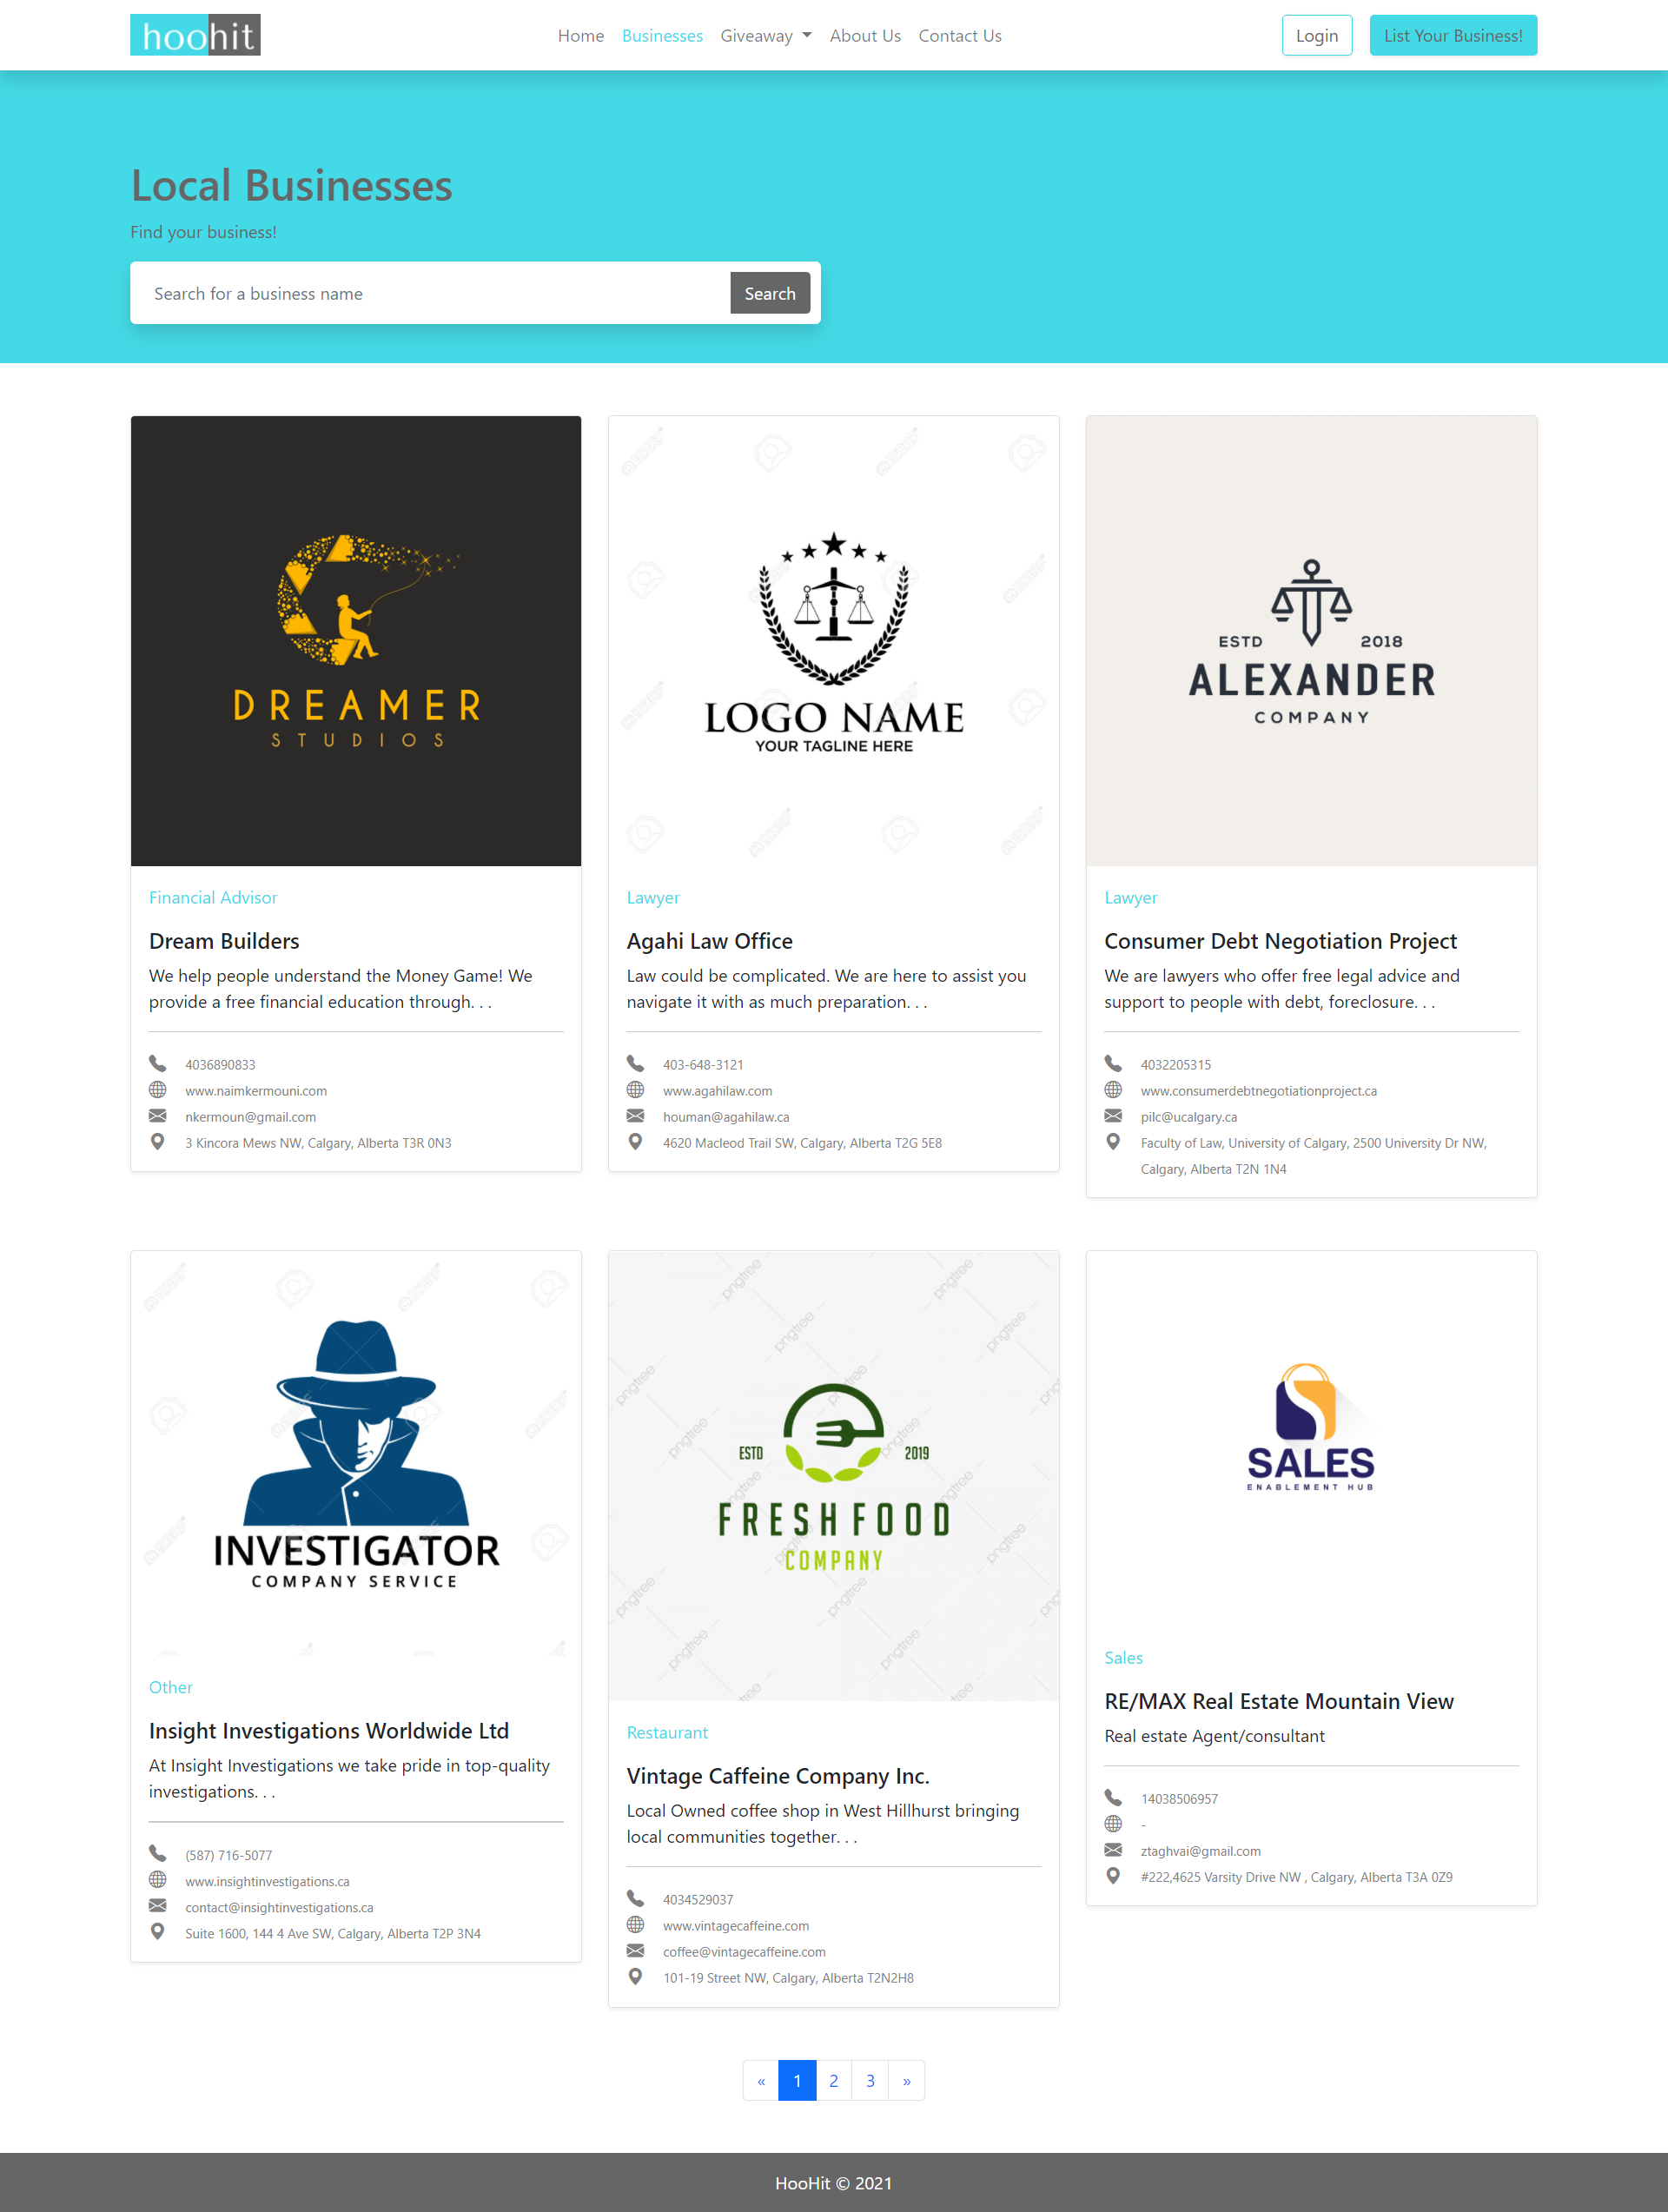 hoohit
Home
Businesses
Giveaway
About Us
Contact Us
Login
List Your Business!
Local Businesses
Find your business!
Search for a business name
Search
DREAMER
STUDIOS
Financial Advisor
Dream Builders
We help people understand the Money Game! We
provide a free financial education through. . .
4036890833
www.naimkermouni.com
nkermoun@gmail.com
3 Kincora Mews NW, Calgary, Alberta T3R 0N3
LOGO NAME
YOUR TAGLINE HERE
Lawyer
Agahi Law Office
Law could be complicated. We are here to assist you
navigate it with as much preparation. . .
403-648-3121
www.agahilaw.com
houman@agahilaw.ca
4620 Macleod Trail SW, Calgary, Alberta T2G 5E8
ESTD 2018
ALEXANDER
COMPANY
Lawyer
Consumer Debt Negotiation Project
We are lawyers who offer free legal advice and
support to people with debt, foreclosure. . .
4032205315
www.consumerdebtnegotiationproject.ca
pilc@ucalgary.ca
Faculty of Law, University of Calgary, 2500 University Dr NW,
Calgary, Alberta T2N 1N4
INVESTIGATOR
COMPANY SERVICE
Other
Insight Investigations Worldwide Ltd
At Insight Investigations we take pride in top-quality
investigations. . .
(587) 716-5077
www.insightinvestigations.ca
contact@insightinvestigations.ca
Suite 1600, 144 4 Ave SW, Calgary, Alberta T2P 3N4
pngtree
ESTD 2019
FRESH FOOD
COMPANY
Restaurant
Vintage Caffeine Company Inc.
Local Owned coffee shop in West Hillhurst bringing
local communities together. . .
4034529037
www.vintagecaffeine.com
coffee@vintagecaffeine.com
101-19 Street NW, Calgary, Alberta T2N2H8
SALES
ENABLEMENT HUB
Sales
RE/MAX Real Estate Mountain View
Real estate Agent/consultant
14038506957
-
ztaghvai@gmail.com
#222,4625 Varsity Drive NW , Calgary, Alberta T3A 0Z9
« 1 2 3 »
HooHit © 2021